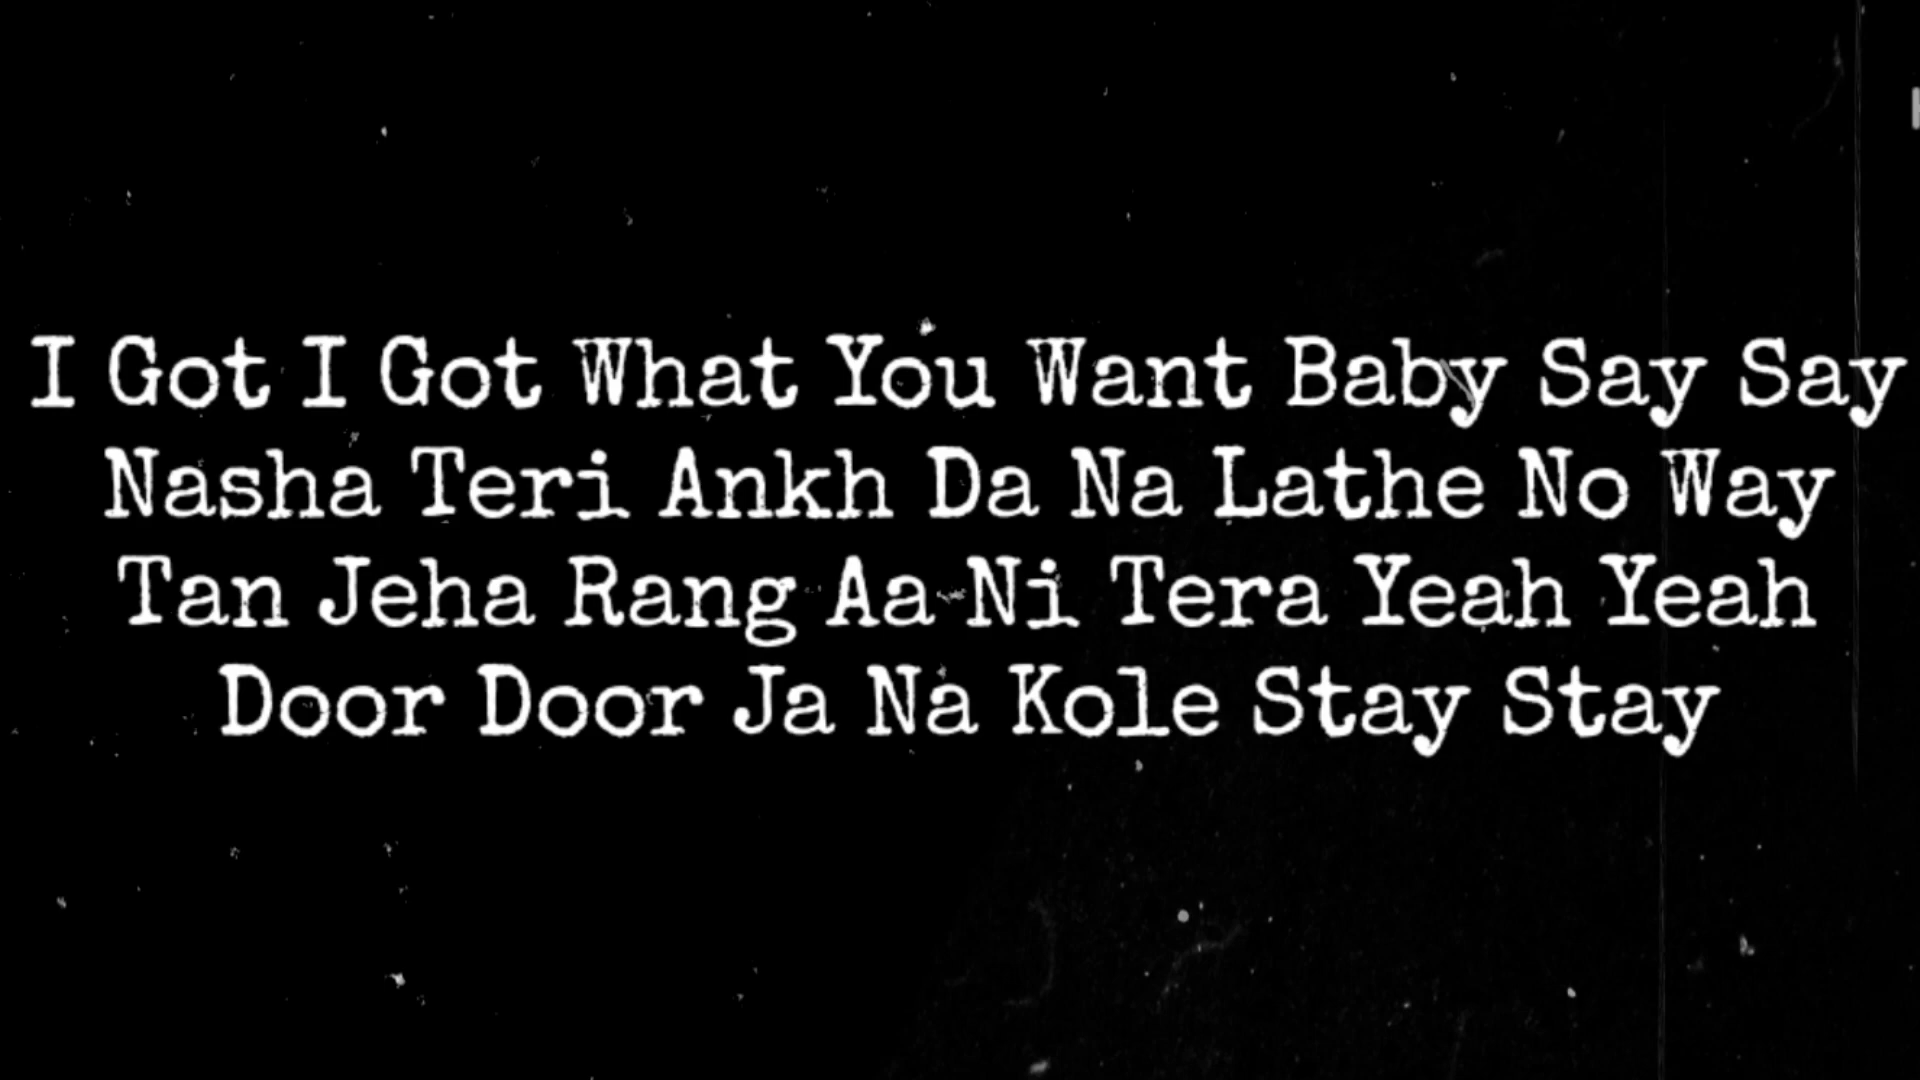 I Got I Got What You Want Baby Say Say
Nasha Teri Ankh Da Na Lathe No Way
Tan Jeha Rang Aa Ni Tera Yeah Yeah
Door Door Ja Na Kole Stay Stay